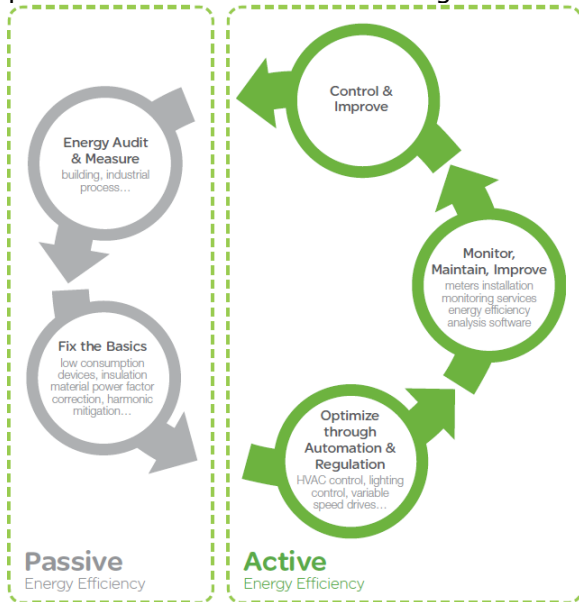 Energy Audit
& Measure
building, industrial
process...
Fix the Basics
low consumption
devices, insulation
material power factor
correction, harmonic
mitigation...
Passive
Energy Efficiency
Control &
Improve
Monitor,
Maintain, Improve
meters installation
monitoring services
energy efficiency
analysis software
Optimize
through
Automation &
Regulation
HVAC control, lighting
control, variable
speed drives...
Active
Energy Efficiency